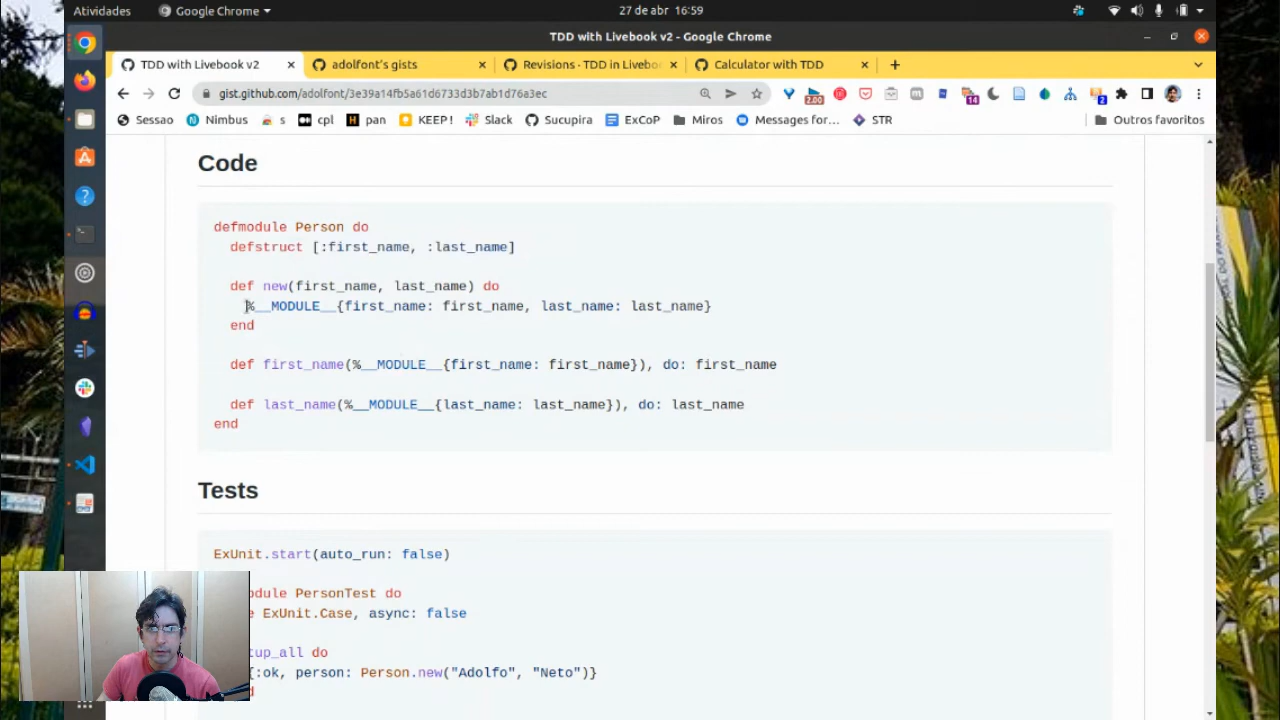 Atividades
Google Chrome
27 de abr 16:59
TDD with Livebook v2 - Google Chrome
TDD with Livebook v2
adolfont's gists
Revisions · TDD in Livebo
Calculator with TDD
gist.github.com/adolfont/3e39a14fb5a61d6733d3b7ab1d76a3ec
2.00
14
2
Sessao
Nimbus
s
cpl
pan
KEEP!
Slack
Sucupira
ExCoP
Miros
Messages for...
STR
Outros favoritos
Code
defmodule Person do
defstruct [:first_name, :last_name]
def new(first_name, last_name) do
%__MODULE__{first_name: first_name, last_name: last_name}
end
def first_name(%__MODULE__{first_name: first_name}), do: first_name
def last_name(%__MODULE__{last_name: last_name}), do: last_name
end
Tests
ExUnit.start(auto_run: false)
odule PersonTest do
e ExUnit.Case, async: false
tup_all do
{:ok, person: Person.new("Adolfo", "Neto")}
d